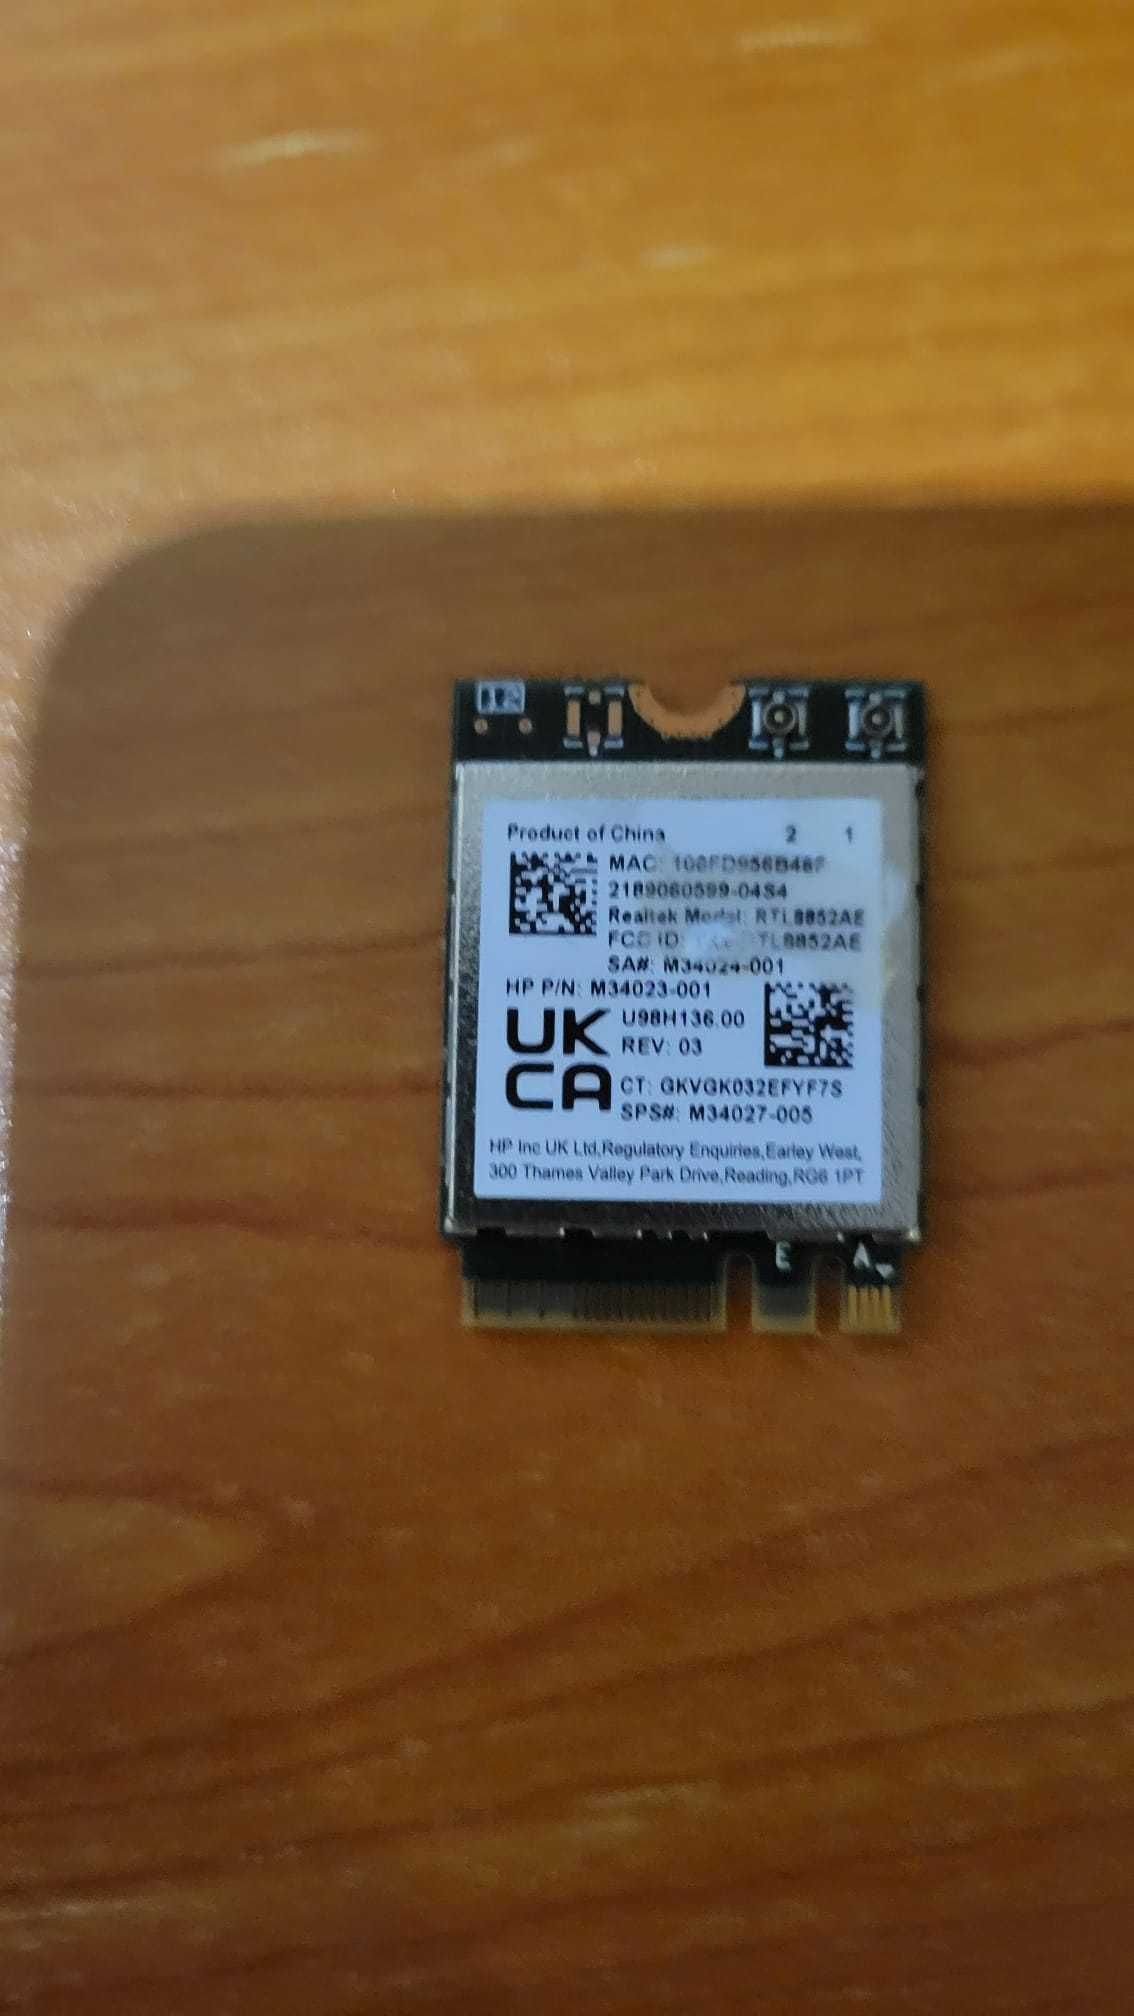 Product of China 2 1
MAC:
2189060599-04S4
Realtek Model: RTL8852AE
FCC ID:
SA#: M34024-001
HP P/N: M34023-001
UK
CA
U98H136.00
REV: 03
CT: GKVGK032EFYF7S
SPS#: M34027-005
HP Inc UK Ltd,Regulatory Enquiries,Earley West,
300 Thames Valley Park Drive,Reading,RG6 1PT
E A